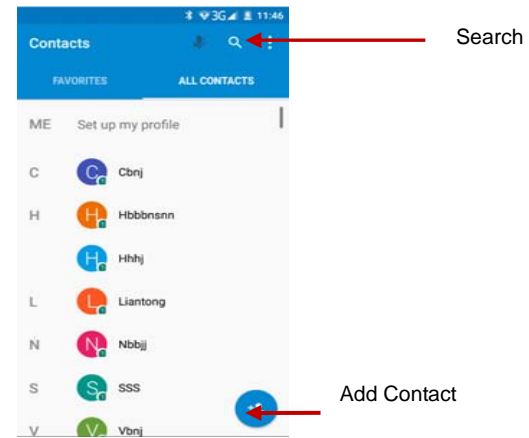 3G 11:46
Contacts
Search
FAVORITES ALL CONTACTS
ME Set up my profile
C C Cbnj
H H Hbbbnsnn
H Hhhj
L L Liantong
N N Nbbjj
S S SSS
Add Contact
V V Vbnj